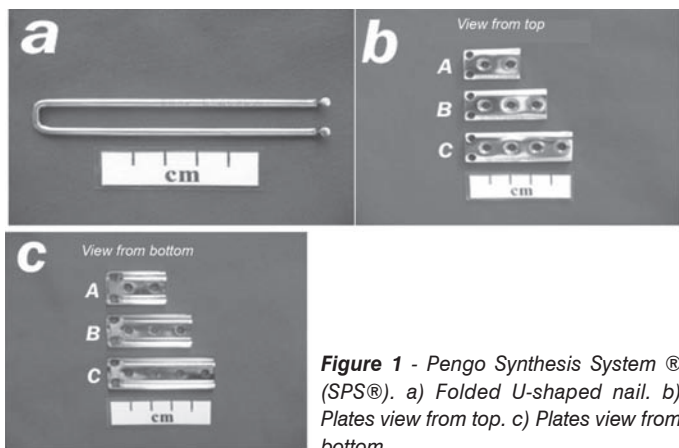 a
cm
b
View from top
A
B
C
cm
c
View from bottom
A
B
C
cm
Figure 1 - Pengo Synthesis System ®
(SPS®). a) Folded U-shaped nail. b)
Plates view from top. c) Plates view from
bottom